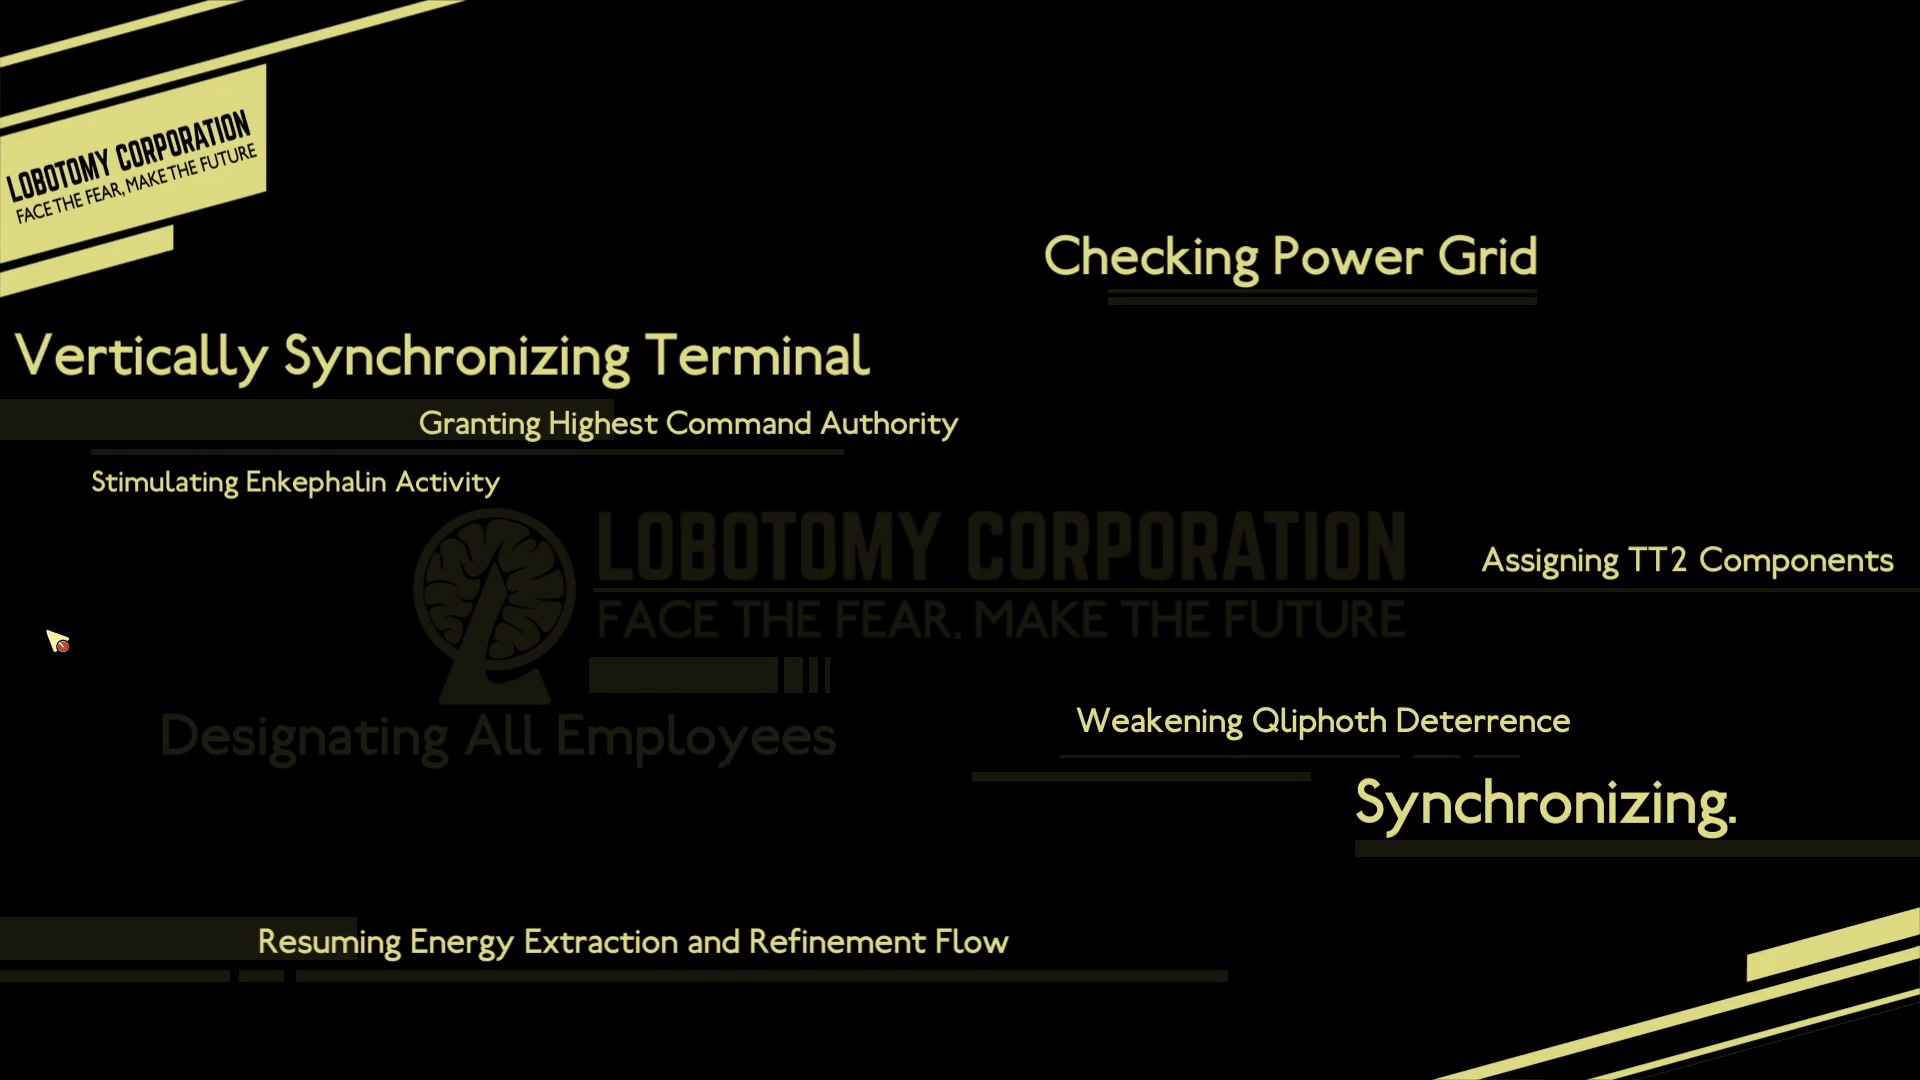 LOBOTOMY CORPORATION
FACE THE FEAR, MAKE THE FUTURE
Checking Power Grid
Vertically Synchronizing Terminal
Granting Highest Command Authority
Stimulating Enkephalin Activity
LOBOTOMY CORPORATION
FACE THE FEAR. MAKE THE FUTURE
Assigning TT2 Components
Designating All Employees
Weakening Qliphoth Deterrence
Synchronizing.
Resuming Energy Extraction and Refinement Flow